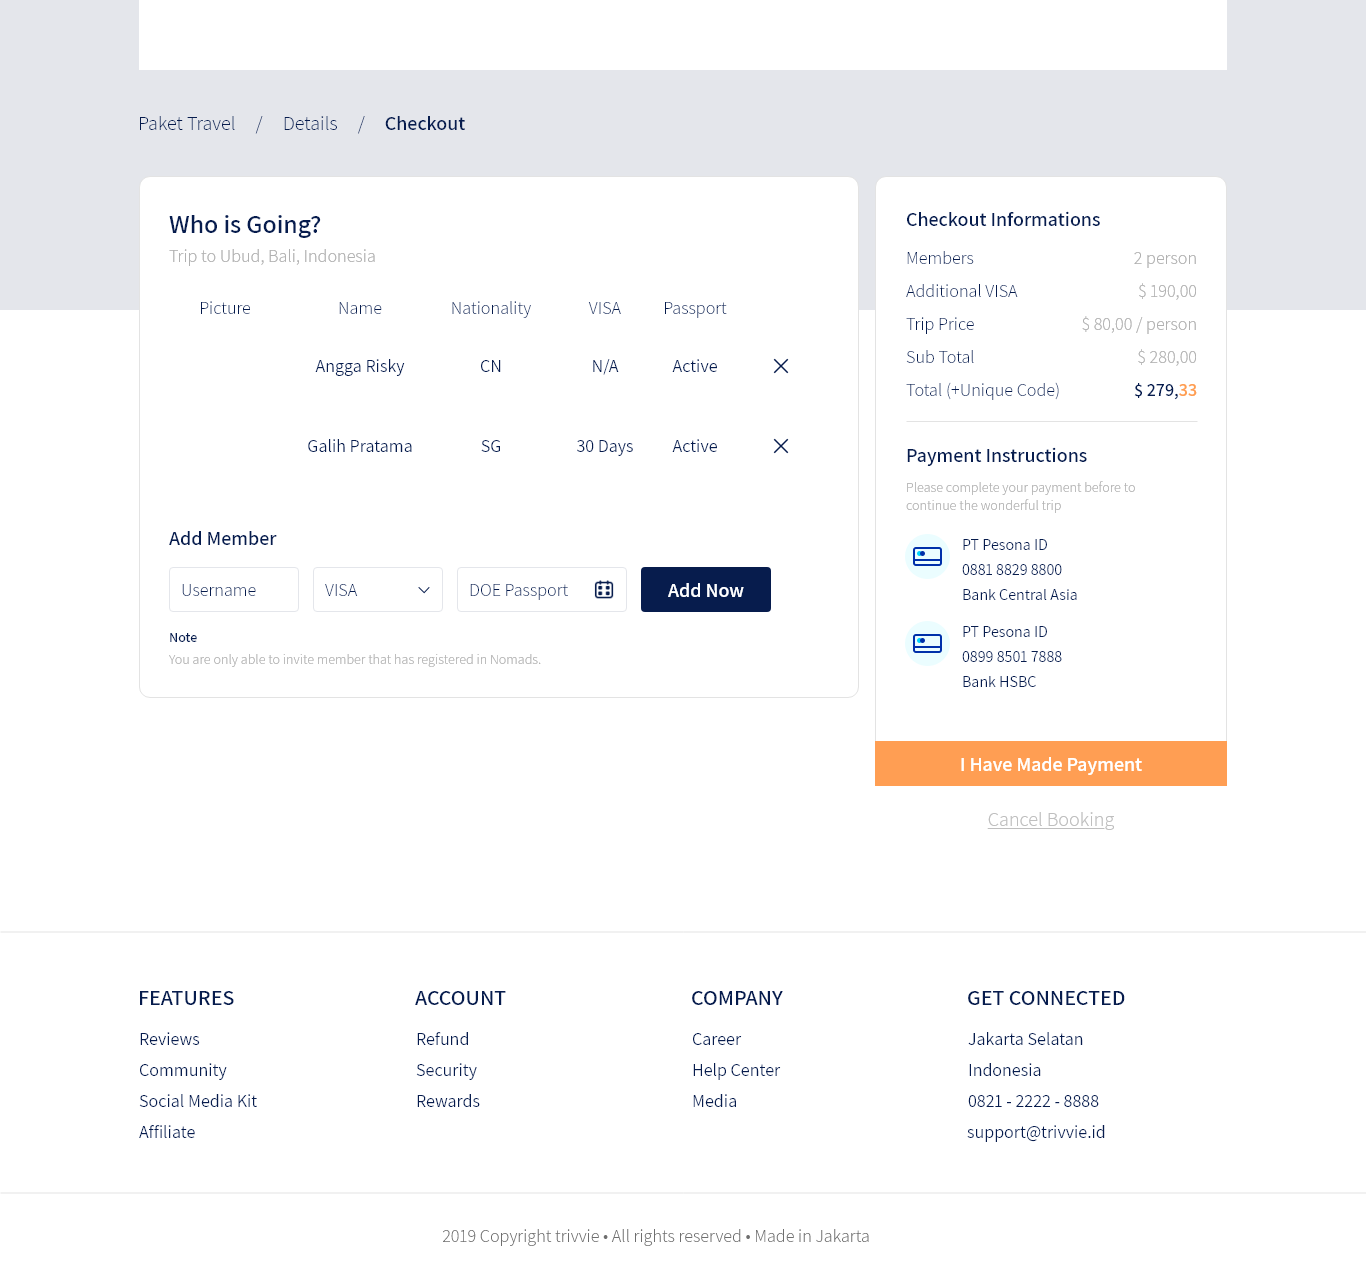 Paket Travel / Details / Checkout
Who is Going?
Trip to Ubud, Bali, Indonesia
Picture Name Nationality VISA Passport
Angga Risky CN N/A Active
Galih Pratama SG 30 Days Active
Add Member
Username VISA DOE Passport Add Now
Note
You are only able to invite member that has registered in Nomads.
Checkout Informations
Members 2 person
Additional VISA $ 190,00
Trip Price $ 80,00 / person
Sub Total $ 280,00
Total (+Unique Code) $ 279,33
Payment Instructions
Please complete your payment before to
continue the wonderful trip
PT Pesona ID
0881 8829 8800
Bank Central Asia
PT Pesona ID
0899 8501 7888
Bank HSBC
I Have Made Payment
Cancel Booking
FEATURES
Reviews
Community
Social Media Kit
Affiliate
ACCOUNT
Refund
Security
Rewards
COMPANY
Career
Help Center
Media
GET CONNECTED
Jakarta Selatan
Indonesia
0821 - 2222 - 8888
support@trivvie.id
2019 Copyright trivvie • All rights reserved • Made in Jakarta